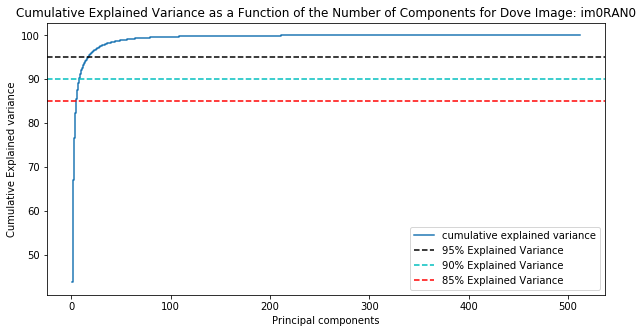 Cumulative Explained Variance as a Function of the Number of Components for Dove Image: im0RAN0
100
90
80
70
60
50
Cumulative Explained variance
cumulative explained variance
95% Explained Variance
90% Explained Variance
85% Explained Variance
0
100
200
300
400
500
Principal components